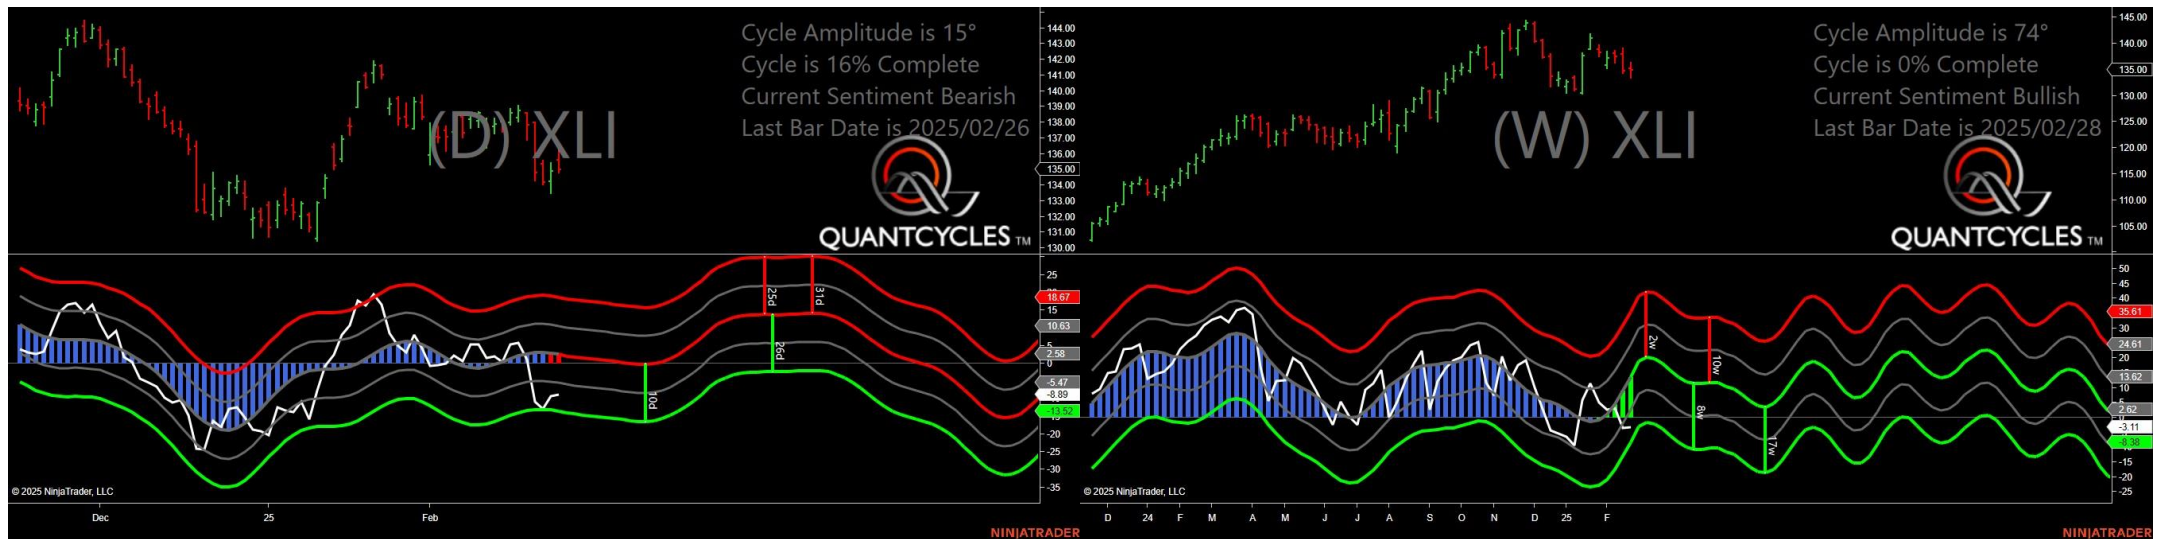 Cycle Amplitude is 15°
Cycle is 16% Complete
Current Sentiment Bearish
Last Bar Date is 2025/02/26
(D) XLI
QUANTCYCLES TM
144.00
143.00
142.00
141.00
140.00
139.00
138.00
137.00
136.00
135.00
134.00
133.00
132.00
131.00
130.00
25
18.67
15
10.63
2.58
0
-5.47
-8.89
-13.52
-20
-25
-30
-35
25d
31d
26d
10d
© 2025 NinjaTrader, LLC
Dec
25
Feb
NINJATRADER
Cycle Amplitude is 74°
Cycle is 0% Complete
Current Sentiment Bullish
Last Bar Date is 2025/02/28
(W) XLI
QUANTCYCLES TM
145.00
140.00
135.00
130.00
125.00
120.00
115.00
110.00
105.00
50
45
40
35.61
30
24.61
20
13.62
10
2.62
-3.11
-8.38
-15
-20
-25
2w
10w
8w
17w
© 2025 NinjaTrader, LLC
D
24
F
M
A
M
J
J
A
S
O
N
D
25
F
NINJATRADER